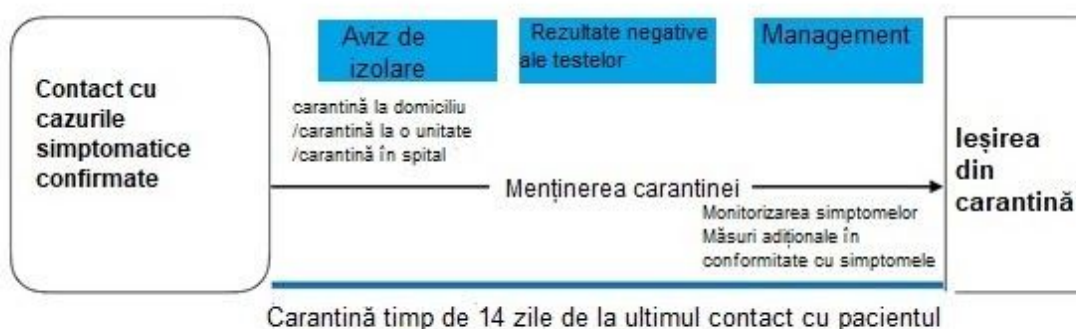 Contact cu
cazurile
simptomatice
confirmate
Aviz de
izolare
carantină la domiciliu
/carantină la o unitate
/carantină în spital
Rezultate negative
ale testelor
Management
Menținerea carantinei
Monitorizarea simptomelor
Măsuri adiționale în
conformitate cu simptomele
Ieșirea
din
carantină
Carantină timp de 14 zile de la ultimul contact cu pacientul